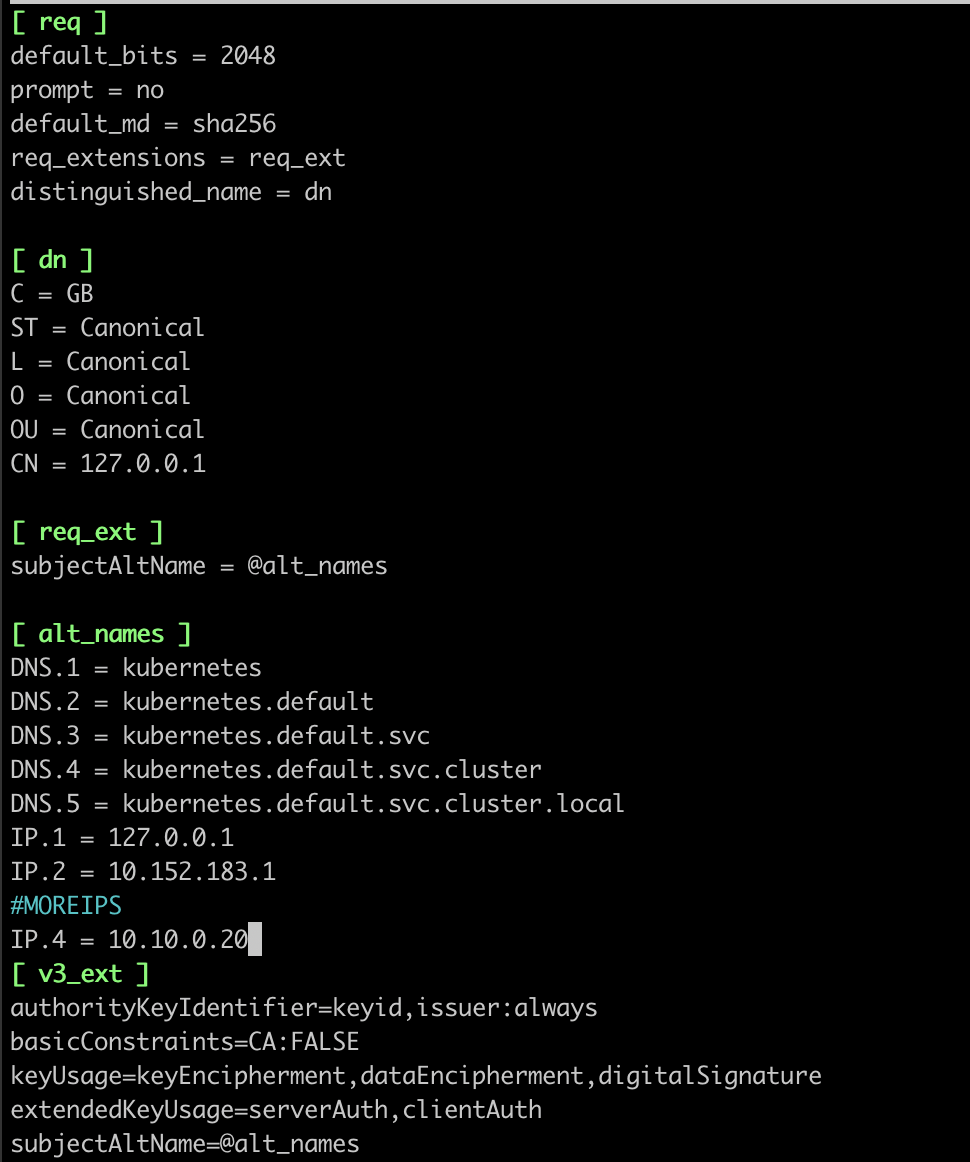 [ req ]
default_bits = 2048
prompt = no
default_md = sha256
req_extensions = req_ext
distinguished_name = dn
[ dn ]
C = GB
ST = Canonical
L = Canonical
O = Canonical
OU = Canonical
CN = 127.0.0.1
[ req_ext ]
subjectAltName = @alt_names
[ alt_names ]
DNS.1 = kubernetes
DNS.2 = kubernetes.default
DNS.3 = kubernetes.default.svc
DNS.4 = kubernetes.default.svc.cluster
DNS.5 = kubernetes.default.svc.cluster.local
IP.1 = 127.0.0.1
IP.2 = 10.152.183.1
#MOREIPS
IP.4 = 10.10.0.20
[ v3_ext ]
authorityKeyIdentifier=keyid,issuer:always
basicConstraints=CA:FALSE
keyUsage=keyEncipherment,dataEncipherment,digitalSignature
extendedKeyUsage=serverAuth,clientAuth
subjectAltName=@alt_names